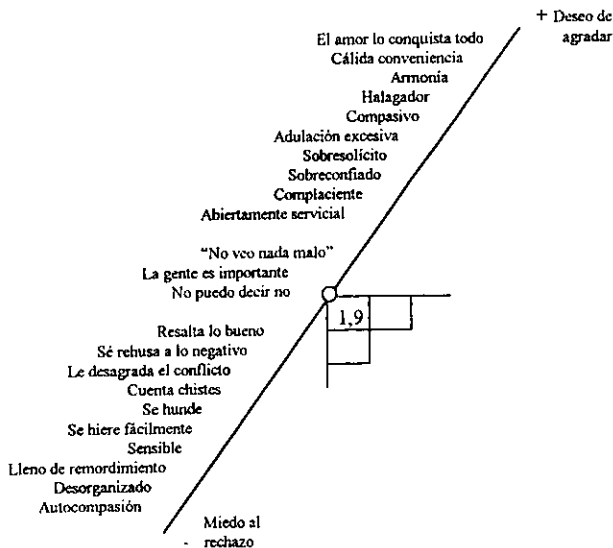 + Deseo de
agradar
El amor lo conquista todo
Cálida conveniencia
Armonía
Halagador
Compasivo
Adulación excesiva
Sobresolícito
Sobreconfiado
Complaciente
Abiertamente servicial
“No veo nada malo”
La gente es importante
No puedo decir no
1,9
Resalta lo bueno
Sé rehusa a lo negativo
Le desagrada el conflicto
Cuenta chistes
Se hunde
Se hiere fácilmente
Sensible
Lleno de remordimiento
Desorganizado
Autocompasión
Miedo al
- rechazo